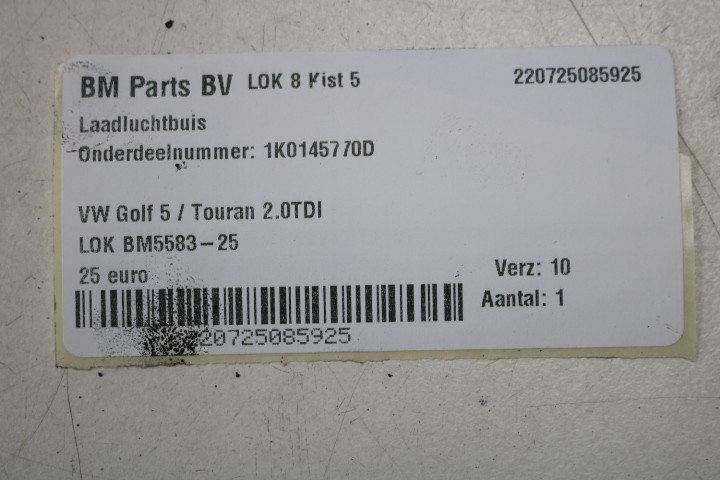 BM Parts BV LOK 8 Kist 5 220725085925
Laadluchtbuis
Onderdeelnummer: 1K0145770D
VW Golf 5 / Touran 2.0TDI
LOK BM5583-25
25 euro
Verz: 10
Aantal: 1
220725085925